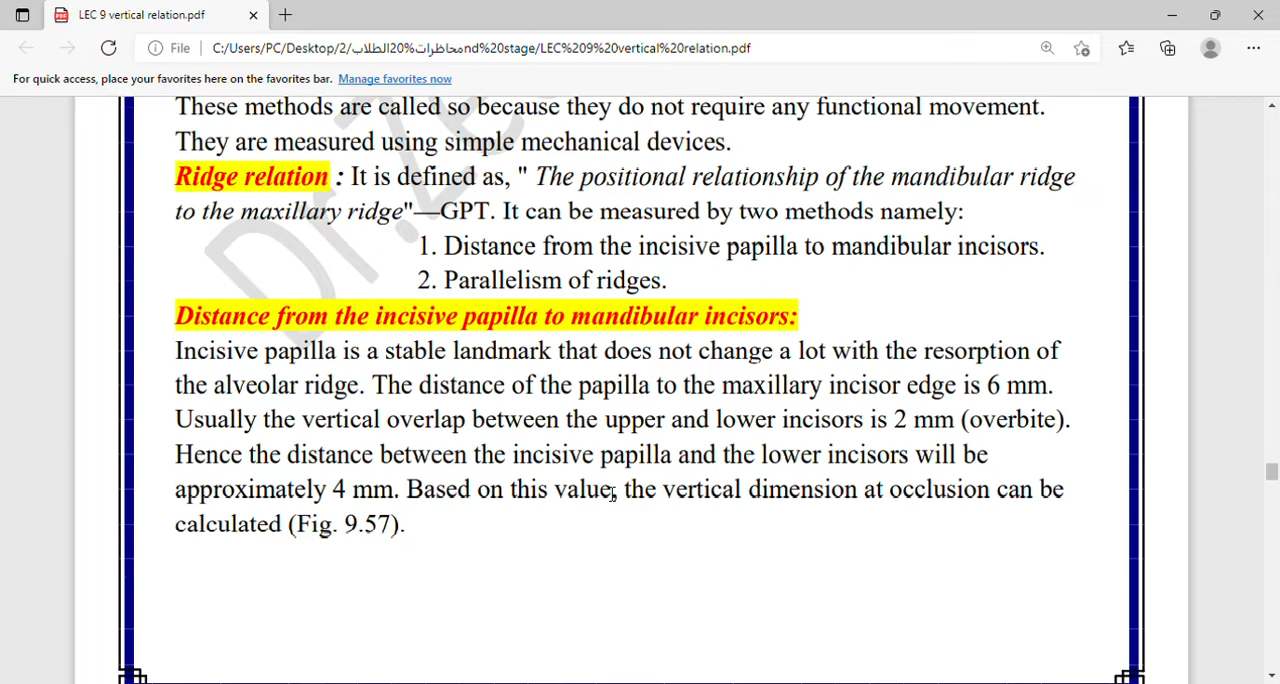 LEC 9 vertical relation.pdf
File C:/Users/PC/Desktop/2/محاظرات%20الطلابnd%20stage/LEC%209%20vertical%20relation.pdf
For quick access, place your favorites here on the favorites bar. Manage favorites now
These methods are called so because they do not require any functional movement.
They are measured using simple mechanical devices.
Ridge relation : It is defined as, " The positional relationship of the mandibular ridge
to the maxillary ridge"—GPT. It can be measured by two methods namely:
1. Distance from the incisive papilla to mandibular incisors.
2. Parallelism of ridges.
Distance from the incisive papilla to mandibular incisors:
Incisive papilla is a stable landmark that does not change a lot with the resorption of
the alveolar ridge. The distance of the papilla to the maxillary incisor edge is 6 mm.
Usually the vertical overlap between the upper and lower incisors is 2 mm (overbite).
Hence the distance between the incisive papilla and the lower incisors will be
approximately 4 mm. Based on this value, the vertical dimension at occlusion can be
calculated (Fig. 9.57).